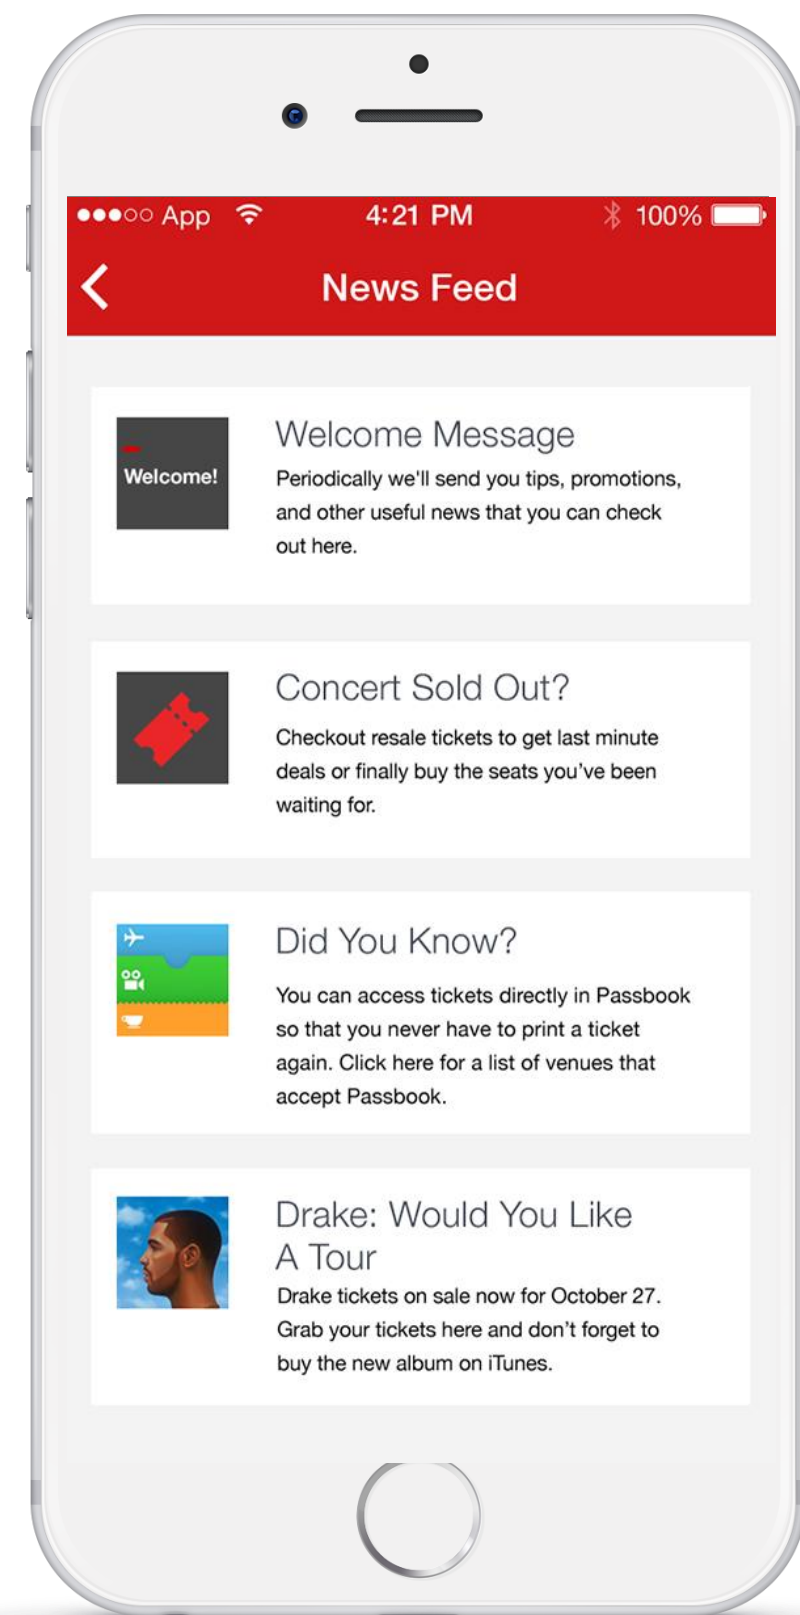 App 4:21 PM 100%
News Feed
Welcome!
Welcome Message
Periodically we'll send you tips, promotions,
and other useful news that you can check
out here.
Concert Sold Out?
Checkout resale tickets to get last minute
deals or finally buy the seats you've been
waiting for.
Did You Know?
You can access tickets directly in Passbook
so that you never have to print a ticket
again. Click here for a list of venues that
accept Passbook.
Drake: Would You Like
A Tour
Drake tickets on sale now for October 27.
Grab your tickets here and don't forget to
buy the new album on iTunes.